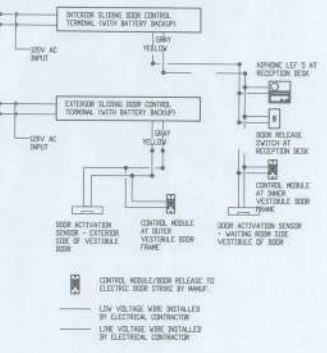 INTERIOR SLIDING DOOR CONTROL
TERMINAL (WITH BATTERY BACKUP)
GRAY
YELLOW
120V AC
INPUT
AIPHONE LEF 5 AT
RECEPTION DESK
EXTERIOR SLIDING DOOR CONTROL
TERMINAL (WITH BATTERY BACKUP)
DOOR RELEASE
SWITCH AT
RECEPTION DESK
120V AC
INPUT
GRAY
YELLOW
CONTROL MODULE
AT INNER
VESTIBULE DOOR
FRAME
DOOR ACTIVATION
SENSOR - EXTERIOR
SIDE OF VESTIBULE
DOOR
CONTROL MODULE
AT OUTER
VESTIBULE DOOR
FRAME
DOOR ACTIVATION SENSOR
- WAITING ROOM SIDE
VESTIBULE OF DOOR
CONTROL MODULE/DOOR RELEASE TO
ELECTRIC DOOR STRIKE BY MANUF.
LOW VOLTAGE WIRE INSTALLED
BY ELECTRICAL CONTRACTOR
LINE VOLTAGE WIRE INSTALLED
BY ELECTRICAL CONTRACTOR